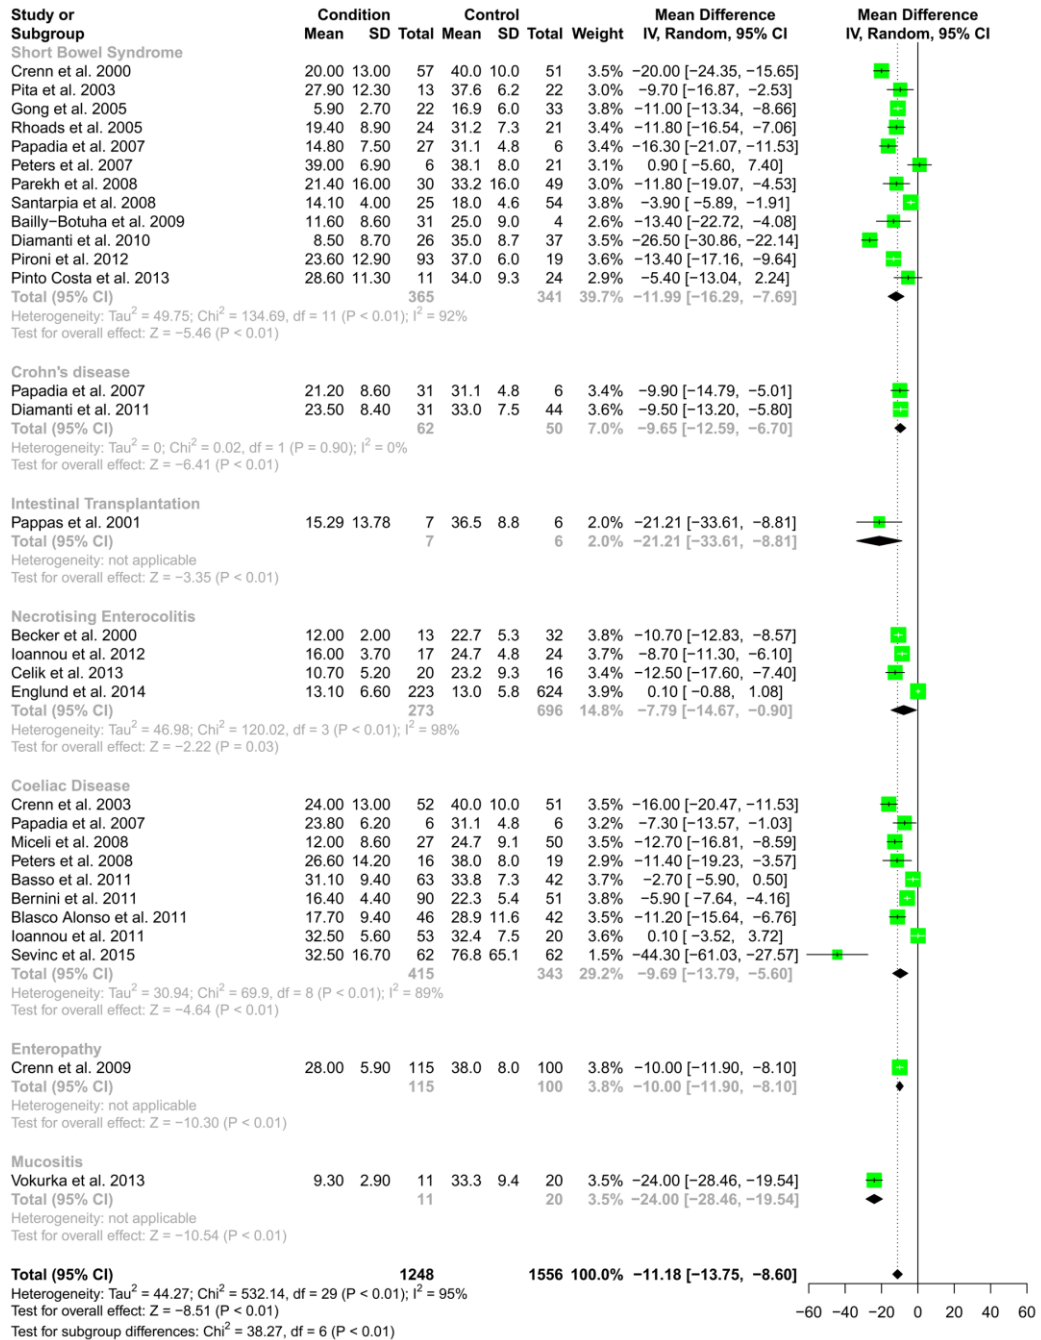 Study or Condition Control Mean Difference Mean Difference
Subgroup Mean SD Total Mean SD Total Weight IV, Random, 95% CI IV, Random, 95% CI
Short Bowel Syndrome
Crenn et al. 2000 20.00 13.00 57 40.0 10.0 51 3.5% −20.00 [−24.35, −15.65]
Pita et al. 2003 27.90 12.30 13 37.6 6.2 22 3.0% −9.70 [−16.87, −2.53]
Gong et al. 2005 5.90 2.70 22 16.9 6.0 33 3.8% −11.00 [−13.34, −8.66]
Rhoads et al. 2005 19.40 8.90 24 31.2 7.3 21 3.4% −11.80 [−16.54, −7.06]
Papadia et al. 2007 14.80 7.50 27 31.1 4.8 6 3.4% −16.30 [−21.07, −11.53]
Peters et al. 2007 39.00 6.90 6 38.1 8.0 21 3.1% 0.90 [ −5.60, 7.40]
Parekh et al. 2008 21.40 16.00 30 33.2 16.0 49 3.0% −11.80 [−19.07, −4.53]
Santarpia et al. 2008 14.10 4.00 25 18.0 4.6 54 3.8% −3.90 [ −5.89, −1.91]
Bailly−Botuha et al. 2009 11.60 8.60 31 25.0 9.0 4 2.6% −13.40 [−22.72, −4.08]
Diamanti et al. 2010 8.50 8.70 26 35.0 8.7 37 3.5% −26.50 [−30.86, −22.14]
Pironi et al. 2012 23.60 12.90 93 37.0 6.0 19 3.6% −13.40 [−17.16, −9.64]
Pinto Costa et al. 2013 28.60 11.30 11 34.0 9.3 24 2.9% −5.40 [−13.04, 2.24]
Total (95% CI) 365 341 39.7% −11.99 [−16.29, −7.69]
Heterogeneity: Tau² = 49.75; Chi² = 134.69, df = 11 (P < 0.01); I² = 92%
Test for overall effect: Z = −5.46 (P < 0.01)
Crohn's disease
Papadia et al. 2007 21.20 8.60 31 31.1 4.8 6 3.4% −9.90 [−14.79, −5.01]
Diamanti et al. 2011 23.50 8.40 31 33.0 7.5 44 3.6% −9.50 [−13.20, −5.80]
Total (95% CI) 62 50 7.0% −9.65 [−12.59, −6.70]
Heterogeneity: Tau² = 0; Chi² = 0.02, df = 1 (P = 0.90); I² = 0%
Test for overall effect: Z = −6.41 (P < 0.01)
Intestinal Transplantation
Pappas et al. 2001 15.29 13.78 7 36.5 8.8 6 2.0% −21.21 [−33.61, −8.81]
Total (95% CI) 7 6 2.0% −21.21 [−33.61, −8.81]
Heterogeneity: not applicable
Test for overall effect: Z = −3.35 (P < 0.01)
Necrotising Enterocolitis
Becker et al. 2000 12.00 2.00 13 22.7 5.3 32 3.8% −10.70 [−12.83, −8.57]
Ioannou et al. 2012 16.00 3.70 17 24.7 4.8 24 3.7% −8.70 [−11.30, −6.10]
Celik et al. 2013 10.70 5.20 20 23.2 9.3 16 3.4% −12.50 [−17.60, −7.40]
Englund et al. 2014 13.10 6.60 223 13.0 5.8 624 3.9% 0.10 [ −0.88, 1.08]
Total (95% CI) 273 696 14.8% −7.79 [−14.67, −0.90]
Heterogeneity: Tau² = 46.98; Chi² = 120.02, df = 3 (P < 0.01); I² = 98%
Test for overall effect: Z = −2.22 (P = 0.03)
Coeliac Disease
Crenn et al. 2003 24.00 13.00 52 40.0 10.0 51 3.5% −16.00 [−20.47, −11.53]
Papadia et al. 2007 23.80 6.20 6 31.1 4.8 6 3.2% −7.30 [−13.57, −1.03]
Miceli et al. 2008 12.00 8.60 27 24.7 9.1 50 3.5% −12.70 [−16.81, −8.59]
Peters et al. 2008 26.60 14.20 16 38.0 8.0 19 2.9% −11.40 [−19.23, −3.57]
Basso et al. 2011 31.10 9.40 63 33.8 7.3 42 3.7% −2.70 [ −5.90, 0.50]
Bernini et al. 2011 16.40 4.40 90 22.3 5.4 51 3.8% −5.90 [ −7.64, −4.16]
Blasco Alonso et al. 2011 17.70 9.40 46 28.9 11.6 42 3.5% −11.20 [−15.64, −6.76]
Ioannou et al. 2011 32.50 5.60 53 32.4 7.5 20 3.6% 0.10 [ −3.52, 3.72]
Sevinc et al. 2015 32.50 16.70 62 76.8 65.1 62 1.5% −44.30 [−61.03, −27.57]
Total (95% CI) 415 343 29.2% −9.69 [−13.79, −5.60]
Heterogeneity: Tau² = 30.94; Chi² = 69.9, df = 8 (P < 0.01); I² = 89%
Test for overall effect: Z = −4.64 (P < 0.01)
Enteropathy
Crenn et al. 2009 28.00 5.90 115 38.0 8.0 100 3.8% −10.00 [−11.90, −8.10]
Total (95% CI) 115 100 3.8% −10.00 [−11.90, −8.10]
Heterogeneity: not applicable
Test for overall effect: Z = −10.30 (P < 0.01)
Mucositis
Vokurka et al. 2013 9.30 2.90 11 33.3 9.4 20 3.5% −24.00 [−28.46, −19.54]
Total (95% CI) 11 20 3.5% −24.00 [−28.46, −19.54]
Heterogeneity: not applicable
Test for overall effect: Z = −10.54 (P < 0.01)
Total (95% CI) 1248 1556 100.0% −11.18 [−13.75, −8.60]
Heterogeneity: Tau² = 44.27; Chi² = 532.14, df = 29 (P < 0.01); I² = 95%
Test for overall effect: Z = −8.51 (P < 0.01)
−60 −40 −20 0 20 40 60
Test for subgroup differences: Chi² = 38.27, df = 6 (P < 0.01)